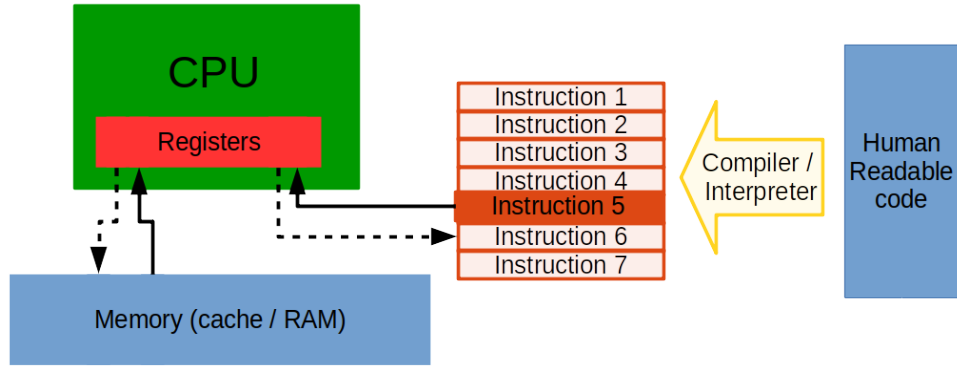 CPU
Registers
Memory (cache / RAM)
Instruction 1
Instruction 2
Instruction 3
Instruction 4
Instruction 5
Instruction 6
Instruction 7
Compiler /
Interpreter
Human
Readable
code